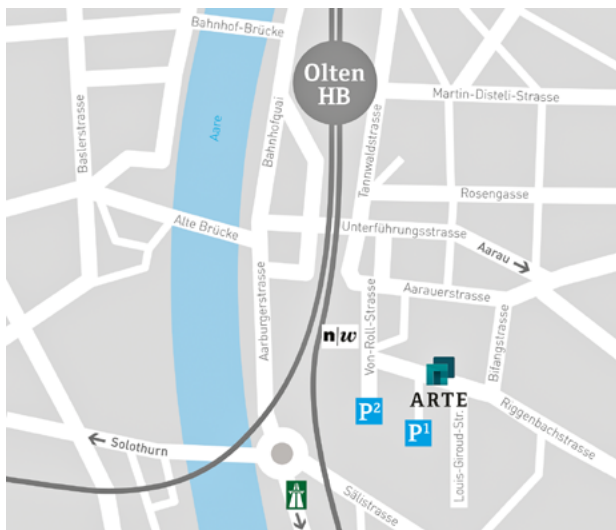 Bahnhof-Brücke
Olten
HB
Martin-Disteli-Strasse
Baslerstrasse
Aare
Bahnhofquai
Tannwaldstrasse
Rosengasse
Alte Brücke
Unterführungsstrasse
Aarau
Aarburgerstrasse
Von-Roll-Strasse
Aarauerstrasse
Bifangstrasse
n|w
ARTE
P²
P¹
Riggenbachstrasse
Louis-Giroud-Str.
Solothurn
Sälistrasse